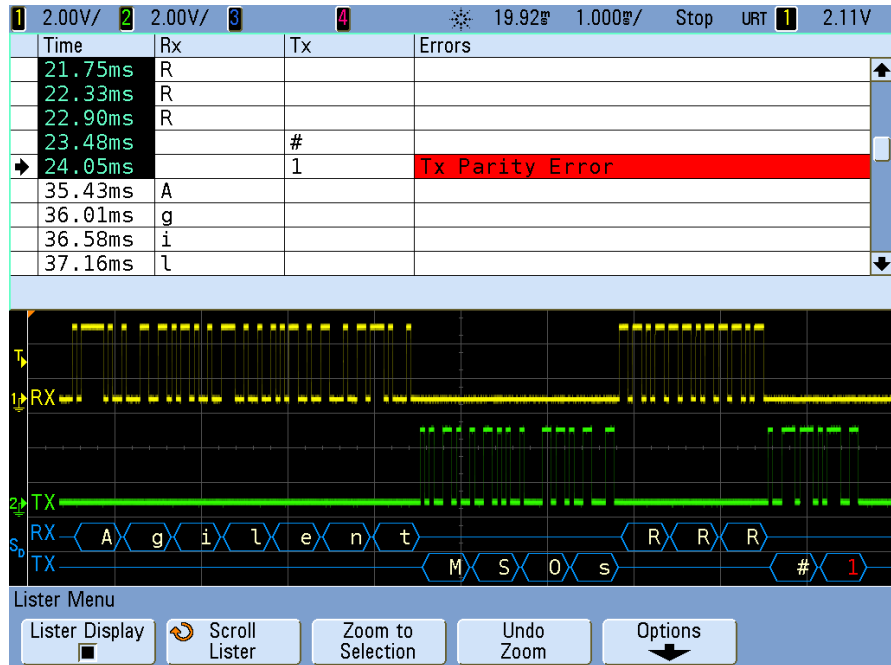 1 2.00V/ 2 2.00V/ 3 4 19.92ms 1.000ms/ Stop URT 1 2.11V
Time Rx Tx Errors
21.75ms R
22.33ms R
22.90ms R
23.48ms #
24.05ms 1 Tx Parity Error
35.43ms A
36.01ms g
36.58ms i
37.16ms l
T
1 RX
2 TX
RX A g i l e n t R R R
S0
TX M S O s # 1
Lister Menu
Lister Display
Scroll Lister
Zoom to Selection
Undo Zoom
Options